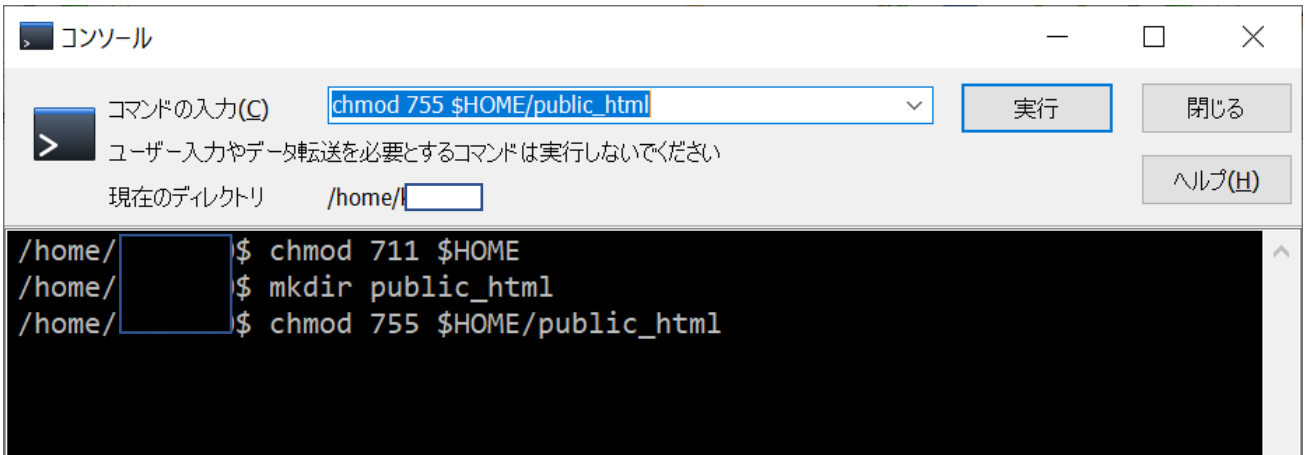 コンソール
コマンドの入力(C) chmod 755 $HOME/public_html 実行 閉じる
ユーザー入力やデータ転送を必要とするコマンドは実行しないでください
ヘルプ(H)
現在のディレクトリ /home/
/home/ $ chmod 711 $HOME
/home/ $ mkdir public_html
/home/ $ chmod 755 $HOME/public_html